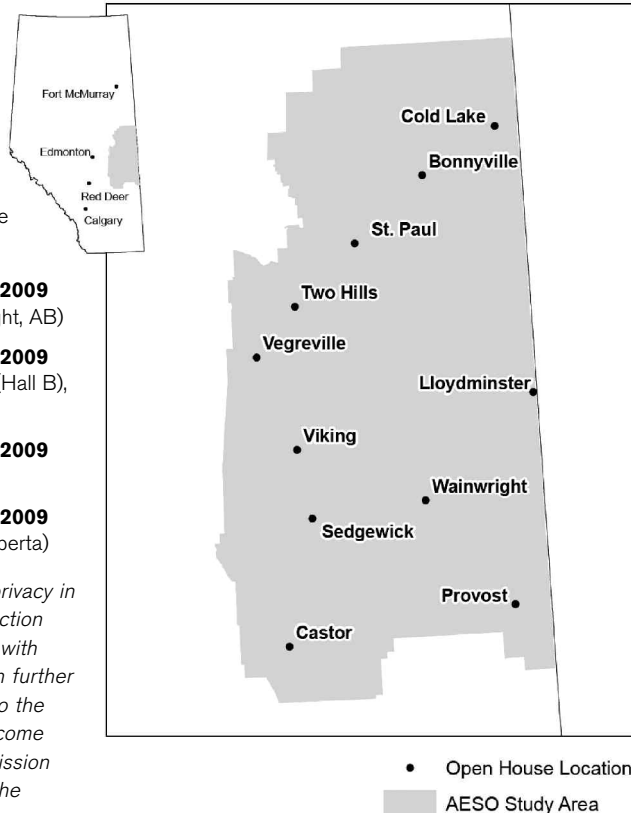 Fort McMurray
Edmonton
Red Deer
Calgary
e
2009
ht, AB)
2009
(Hall B),
2009
2009
perta)
privacy in
ction
with
n further
o the
come
ission
he
Cold Lake
Bonnyville
St. Paul
Two Hills
Vegreville
Lloydminster
Viking
Wainwright
Sedgewick
Provost
Castor
Open House Location
AESO Study Area